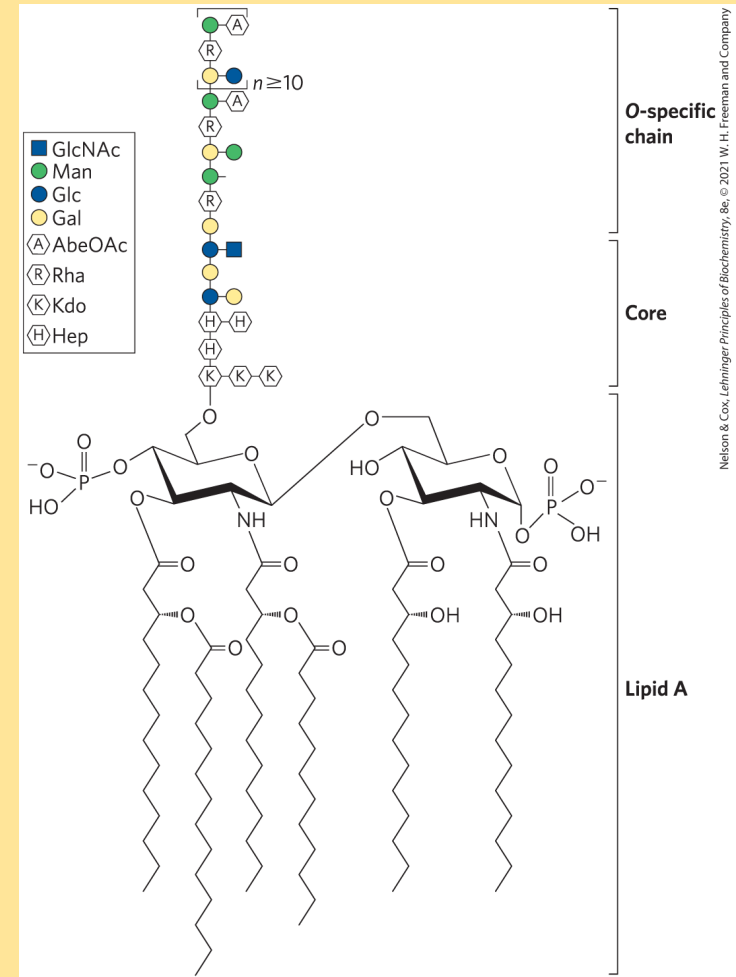 A
R
n ≥ 10
A
R
R
O-specific
chain
GlcNAc
Man
Glc
Gal
A AbeOAc
R Rha
K Kdo
H Hep
H H
H
K K K
Core
O
O
O
O
−O
P
O
HO
O
O
NH
HO
O
O
HN
O
P
O−
OH
O
O
O
O
O
O
O
O
OH
OH
O
O
Lipid A
Nelson & Cox, Lehninger Principles of Biochemistry, 8e, © 2021 W. H. Freeman and Company